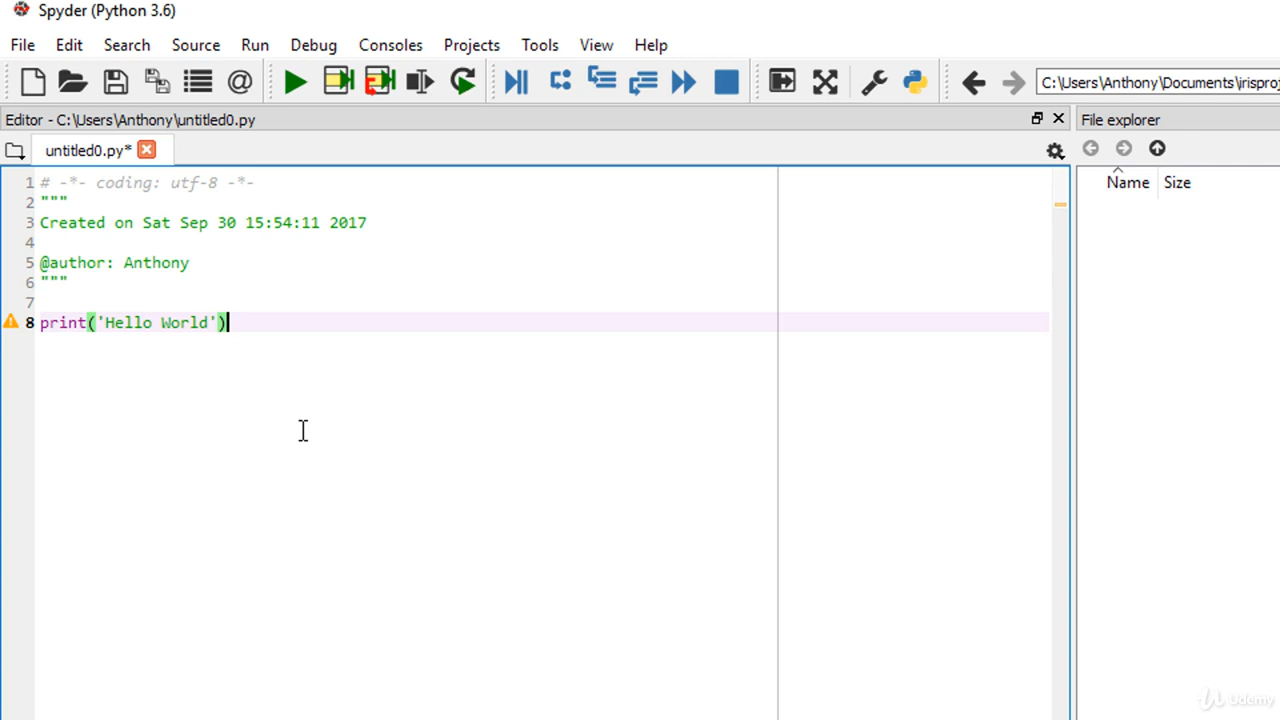 Spyder (Python 3.6)
File Edit Search Source Run Debug Consoles Projects Tools View Help
C:\Users\Anthony\Documents\irisproj
Editor - C:\Users\Anthony\untitled0.py
File explorer
untitled0.py*
Name Size
1 # -*- coding: utf-8 -*-
2 """
3 Created on Sat Sep 30 15:54:11 2017
4
5 @author: Anthony
6 """
7
8 print('Hello World')
Udemy